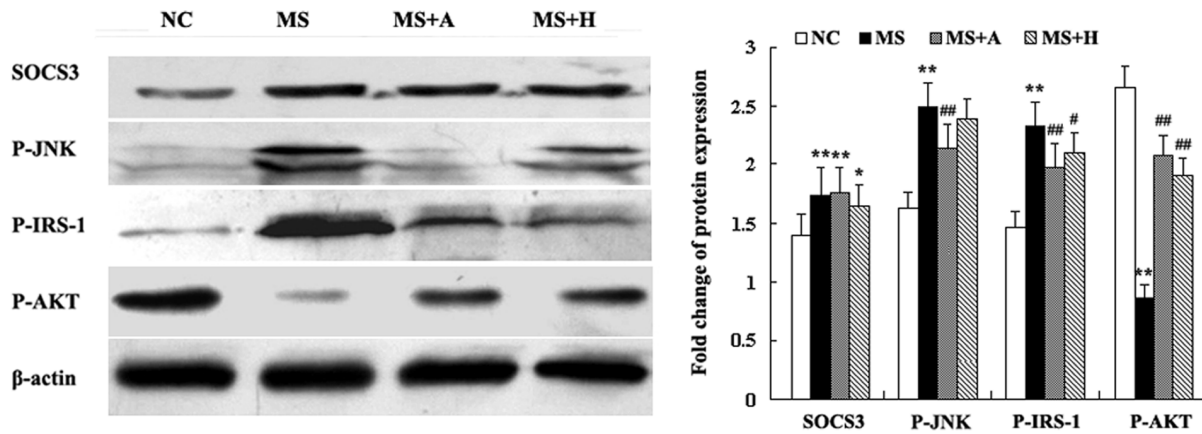 NC MS MS+A MS+H
SOCS3
P-JNK
P-IRS-1
P-AKT
β-actin
NC MS MS+A MS+H
Fold change of protein expression
3
2.5
2
1.5
1
0.5
0
** ** *
** ##
** ## #
** ## ##
SOCS3 P-JNK P-IRS-1 P-AKT